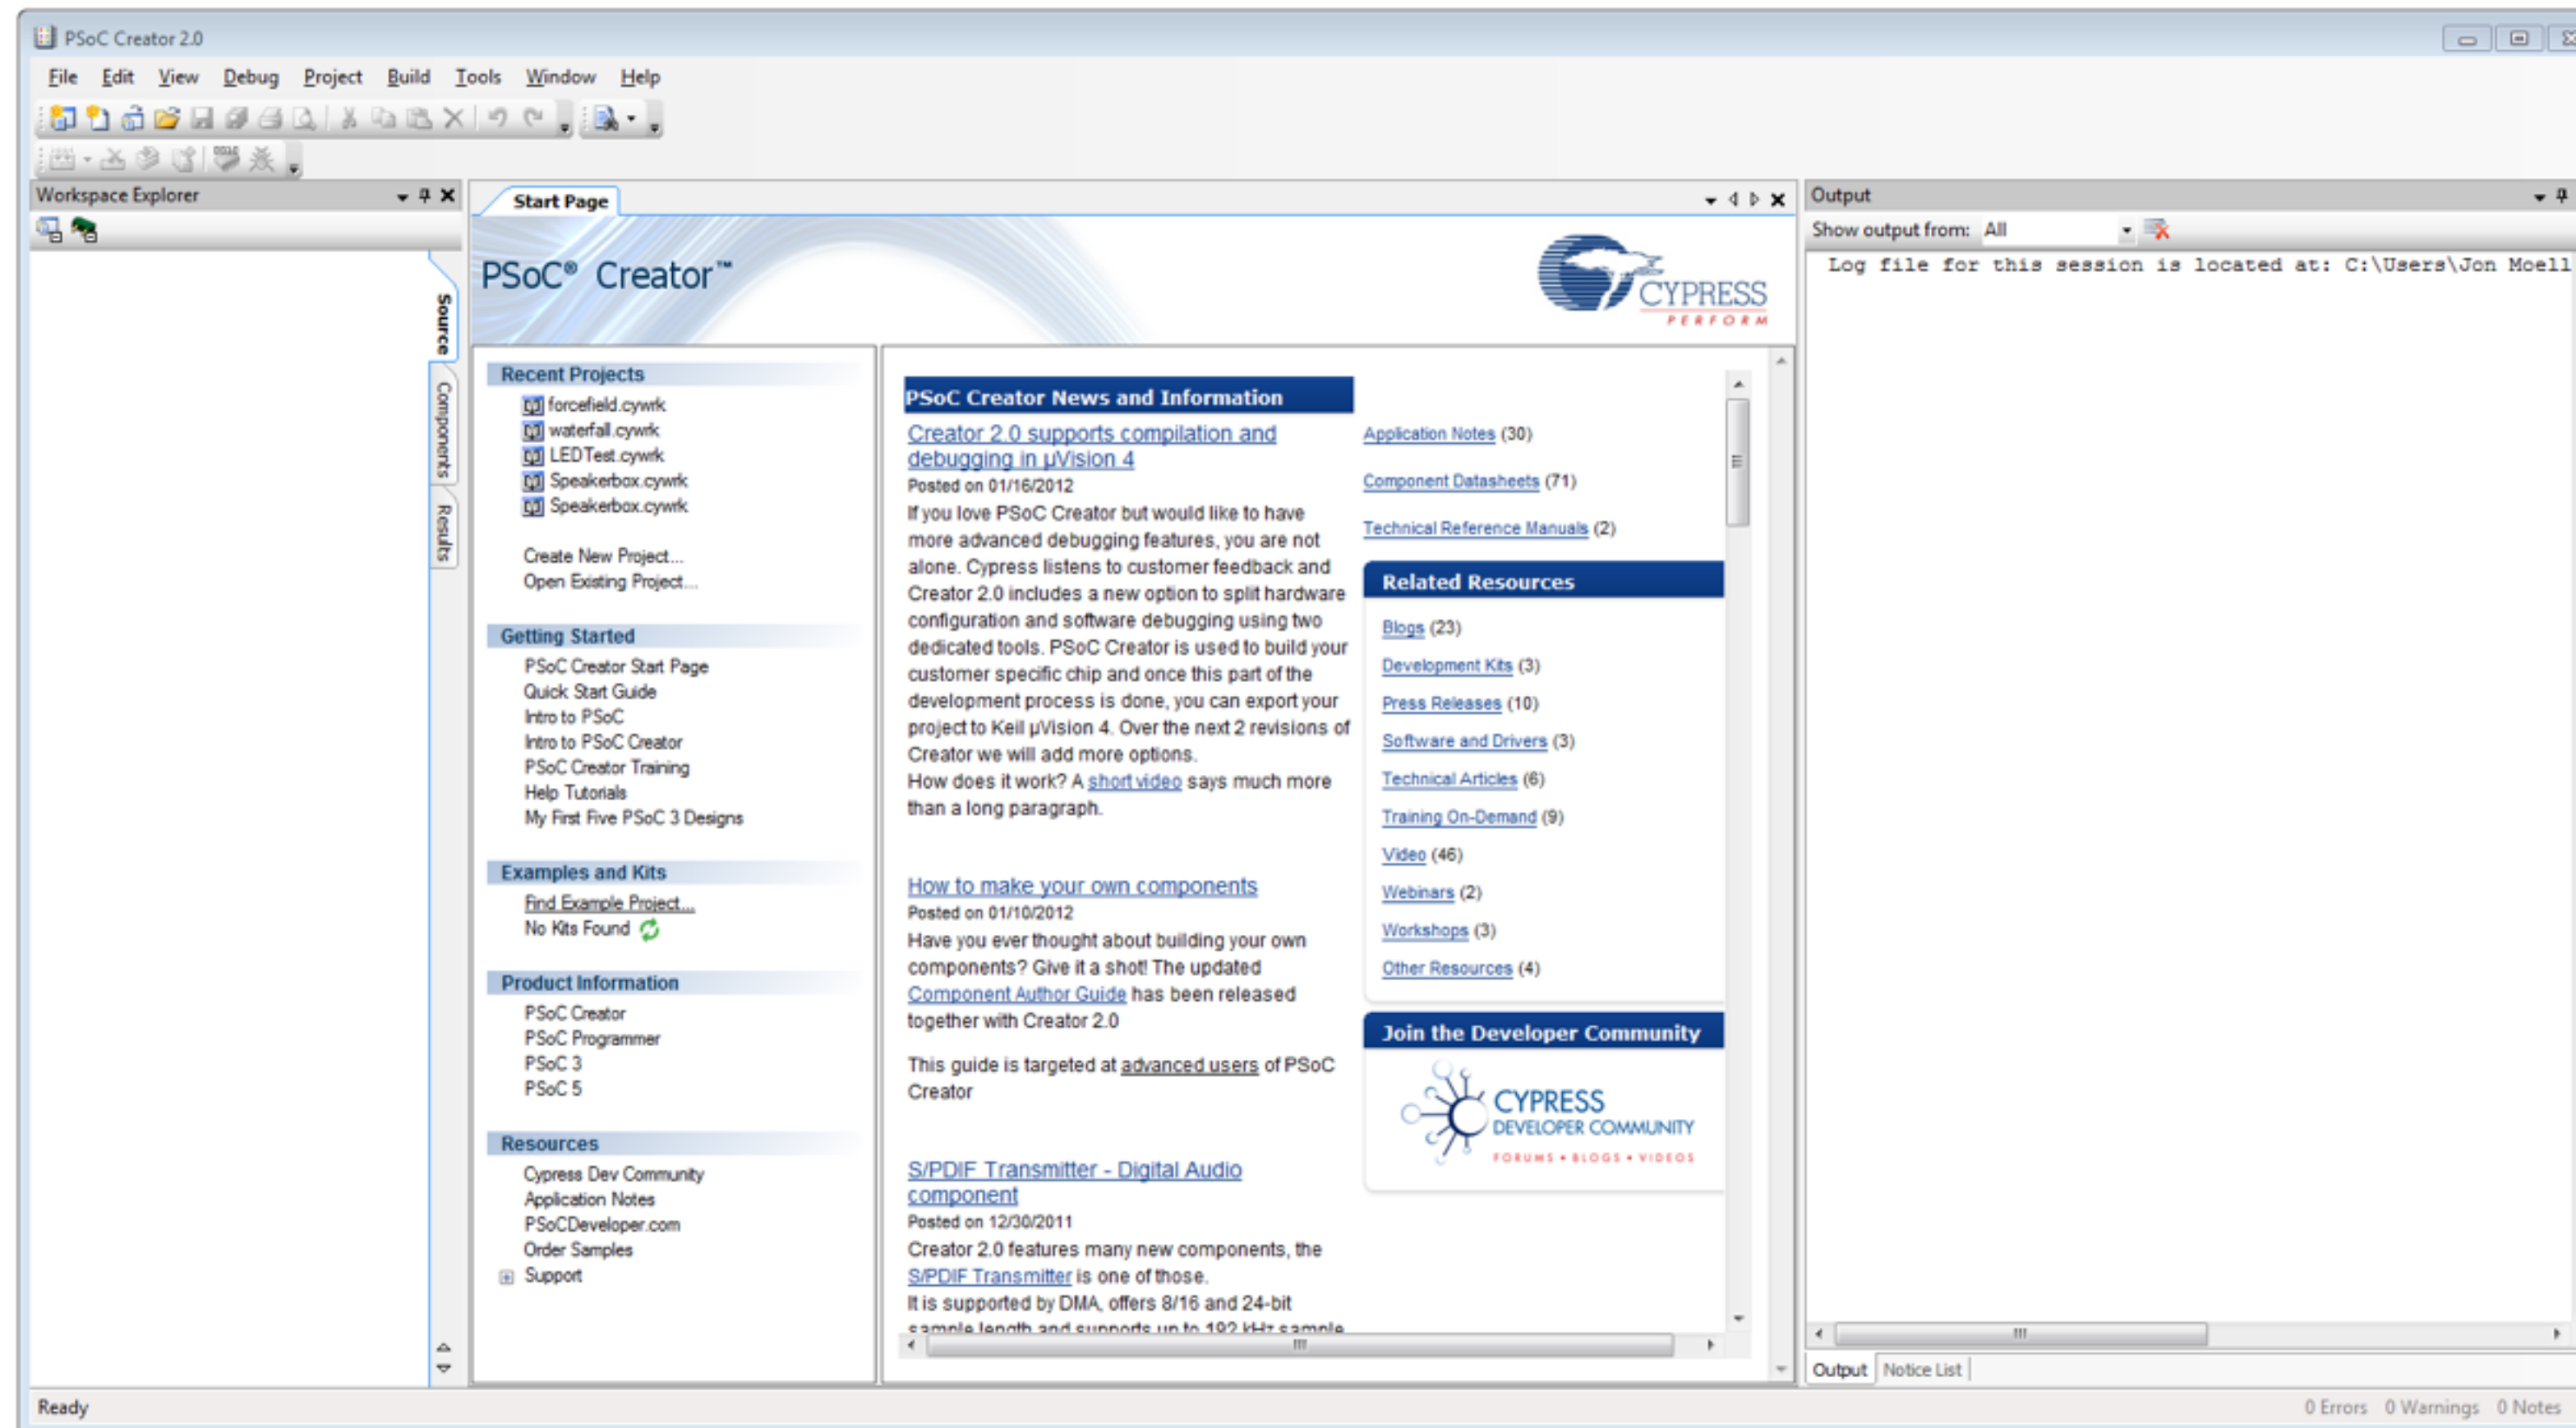 PSoC Creator 2.0
File Edit View Debug Project Build Tools Window Help
Workspace Explorer
Source
Components
Results
Start Page
PSoC® Creator™
CYPRESS
PERFORM
Recent Projects
forcefield.cywrk
waterfall.cywrk
LEDTest.cywrk
Speakerbox.cywrk
Speakerbox.cywrk
Create New Project...
Open Existing Project...
Getting Started
PSoC Creator Start Page
Quick Start Guide
Intro to PSoC
Intro to PSoC Creator
PSoC Creator Training
Help Tutorials
My First Five PSoC 3 Designs
Examples and Kits
Find Example Project...
No Kits Found
Product Information
PSoC Creator
PSoC Programmer
PSoC 3
PSoC 5
Resources
Cypress Dev Community
Application Notes
PSoCDeveloper.com
Order Samples
Support
PSoC Creator News and Information
Creator 2.0 supports compilation and
debugging in µVision 4
Posted on 01/16/2012
If you love PSoC Creator but would like to have
more advanced debugging features, you are not
alone. Cypress listens to customer feedback and
Creator 2.0 includes a new option to split hardware
configuration and software debugging using two
dedicated tools. PSoC Creator is used to build your
customer specific chip and once this part of the
development process is done, you can export your
project to Keil µVision 4. Over the next 2 revisions of
Creator we will add more options.
How does it work? A short video says much more
than a long paragraph.
How to make your own components
Posted on 01/10/2012
Have you ever thought about building your own
components? Give it a shot! The updated
Component Author Guide has been released
together with Creator 2.0
This guide is targeted at advanced users of PSoC
Creator
S/PDIF Transmitter - Digital Audio
component
Posted on 12/30/2011
Creator 2.0 features many new components, the
S/PDIF Transmitter is one of those.
It is supported by DMA, offers 8/16 and 24-bit
sample length and supports up to 192 kHz sample
Application Notes (30)
Component Datasheets (71)
Technical Reference Manuals (2)
Related Resources
Blogs (23)
Development Kits (3)
Press Releases (10)
Software and Drivers (3)
Technical Articles (6)
Training On-Demand (9)
Video (46)
Webinars (2)
Workshops (3)
Other Resources (4)
Join the Developer Community
CYPRESS
DEVELOPER COMMUNITY
FORUMS • BLOGS • VIDEOS
Output
Show output from: All
Log file for this session is located at: C:\Users\Jon Moell
Output Notice List
Ready
0 Errors 0 Warnings 0 Notes